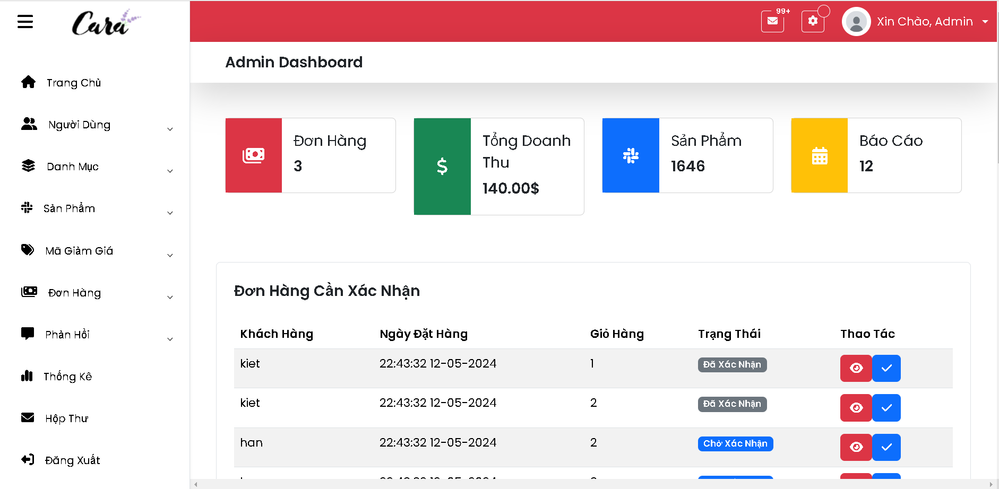 Cara
99+
Xin Chào, Admin
Admin Dashboard
Trang Chủ
Người Dùng
Danh Mục
Sản Phẩm
Mã Giảm Giá
Đơn Hàng
Phản Hồi
Thống Kê
Hộp Thư
Đăng Xuất
Đơn Hàng
3
Tổng Doanh
Thu
140.00$
Sản Phẩm
1646
Báo Cáo
12
Đơn Hàng Cần Xác Nhận
Khách Hàng Ngày Đặt Hàng Giỏ Hàng Trạng Thái Thao Tác
kiet 22:43:32 12-05-2024 1 Đã Xác Nhận
kiet 22:43:32 12-05-2024 2 Đã Xác Nhận
han 22:43:32 12-05-2024 2 Chờ Xác Nhận